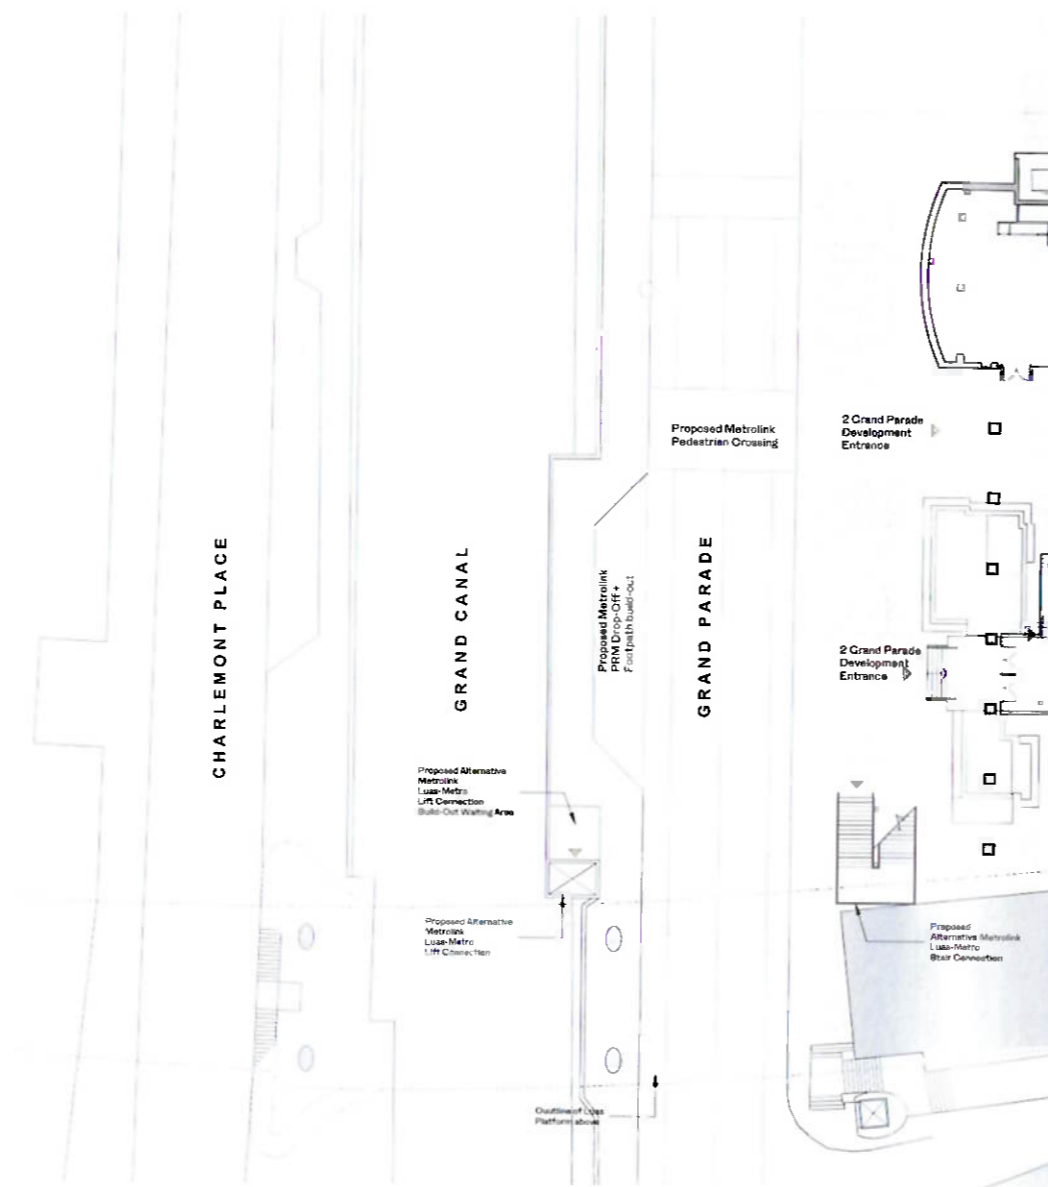 Proposed Metrolink
Pedestrian Crossing
2 Grand Parade
Development
Entrance
CHARLEMONT PLACE
GRAND CANAL
Proposed Metrolink
PRM Drop-Off +
Footpath build-out
GRAND PARADE
2 Grand Parade
Development
Entrance
Proposed Alternative
Metrolink
Luas-Metro
Lift Connection
Build-Out Waiting Area
Proposed Alternative
Metrolink
Luas-Metro
Lift Connection
Proposed
Alternative Metrolink
Luas-Metro
Stair Connection
Ouutline of Luas
Platform above